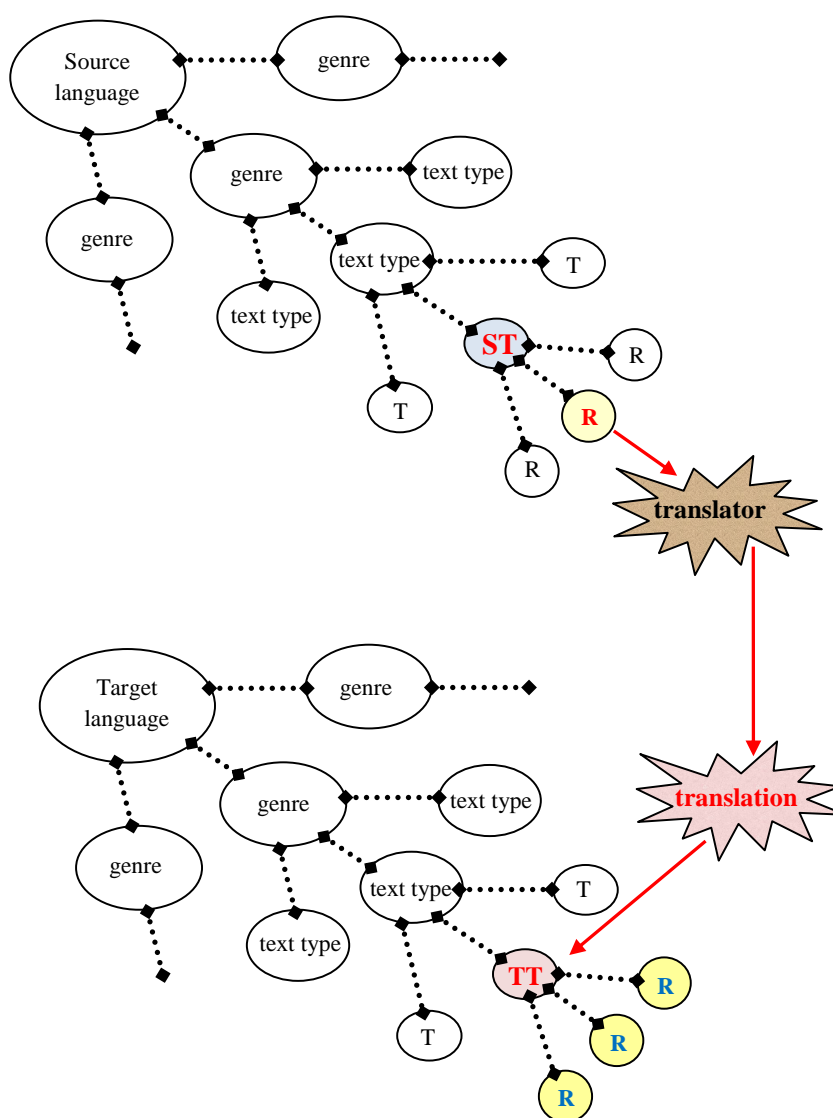 Source
language
genre
genre
text type
genre
text type
T
text type
ST
R
T
R
R
translator
Target
language
genre
translation
genre
text type
genre
text type
T
text type
TT
R
T
R
R